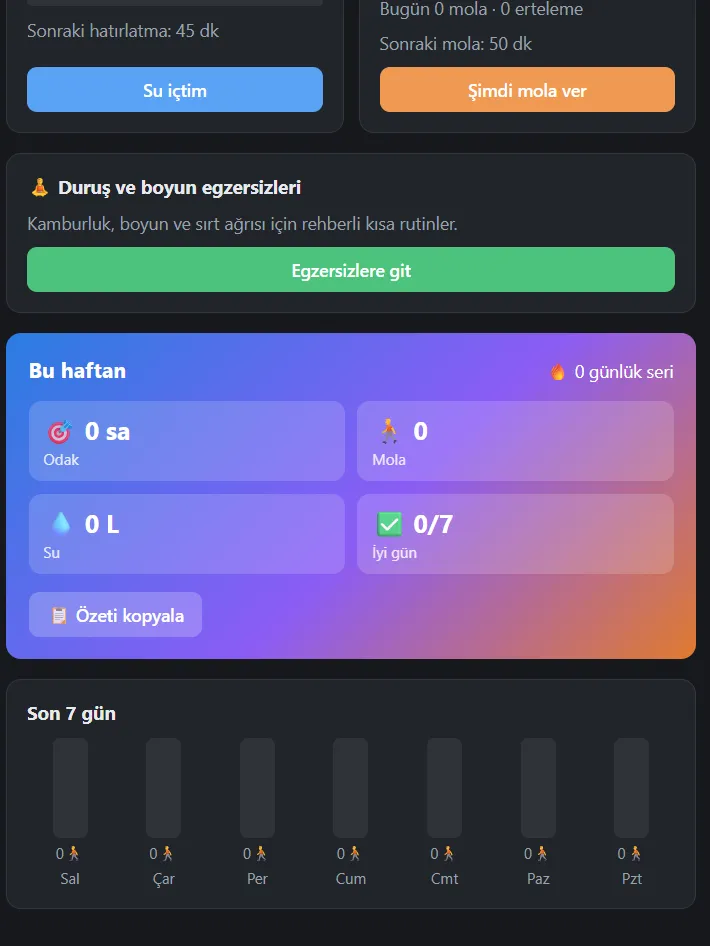 Sonraki hatırlatma: 45 dk
Su içtim
Bugün 0 mola · 0 erteleme
Sonraki mola: 50 dk
Şimdi mola ver
🧘 Duruş ve boyun egzersizleri
Kamburluk, boyun ve sırt ağrısı için rehberli kısa rutinler.
Egzersizlere git
Bu haftan
🔥 0 günlük seri
🎯 0 sa
Odak
🚶 0
Mola
💧 0 L
Su
✅ 0/7
İyi gün
📋 Özeti kopyala
Son 7 gün
0🚶 0🚶 0🚶 0🚶 0🚶 0🚶 0🚶
Sal Çar Per Cum Cmt Paz Pzt